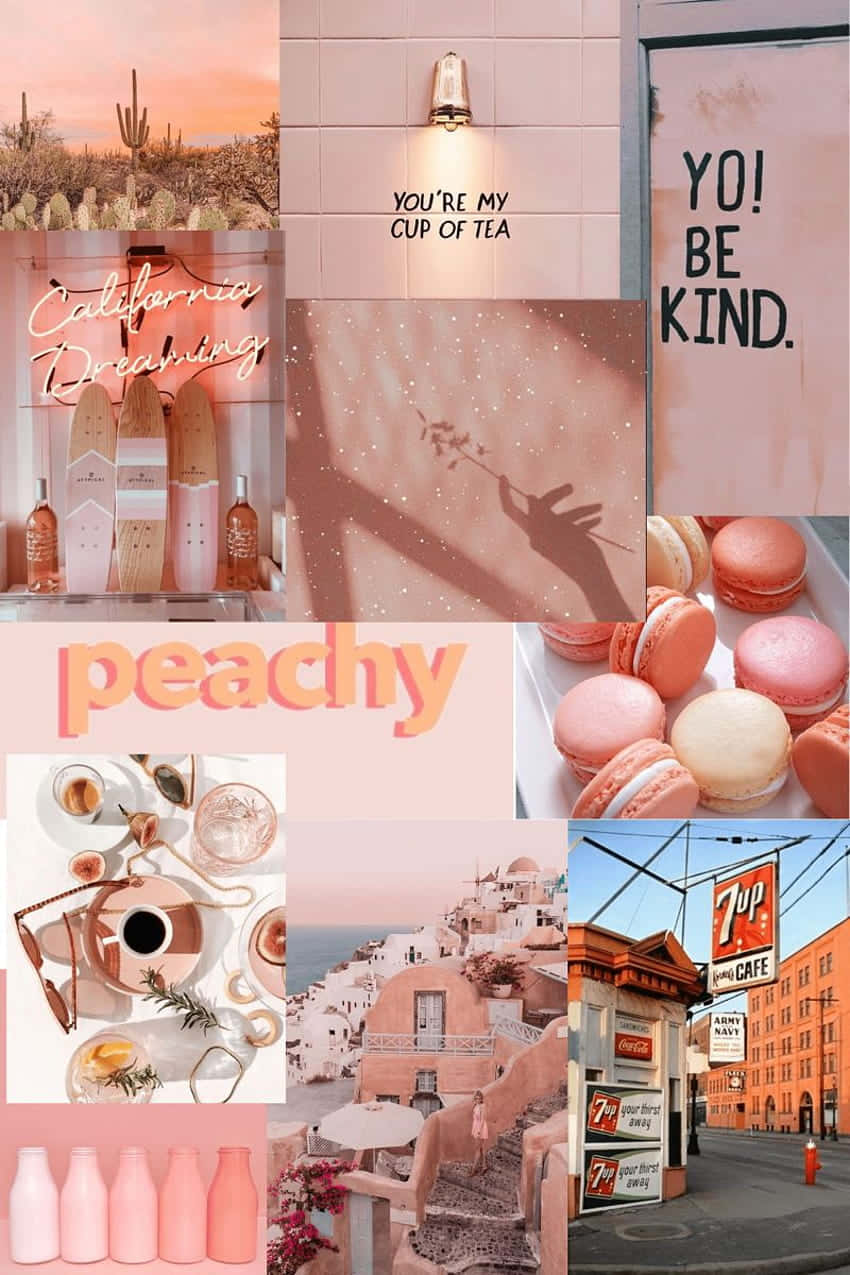 YOU'RE MY
CUP OF TEA
YO!
BE
KIND.
California
Dreaming
peachy
7up
CAFE
ARMY
NAVY
SANDWICHES
Coca-Cola
7up your thirst
away
7up your thirst
away